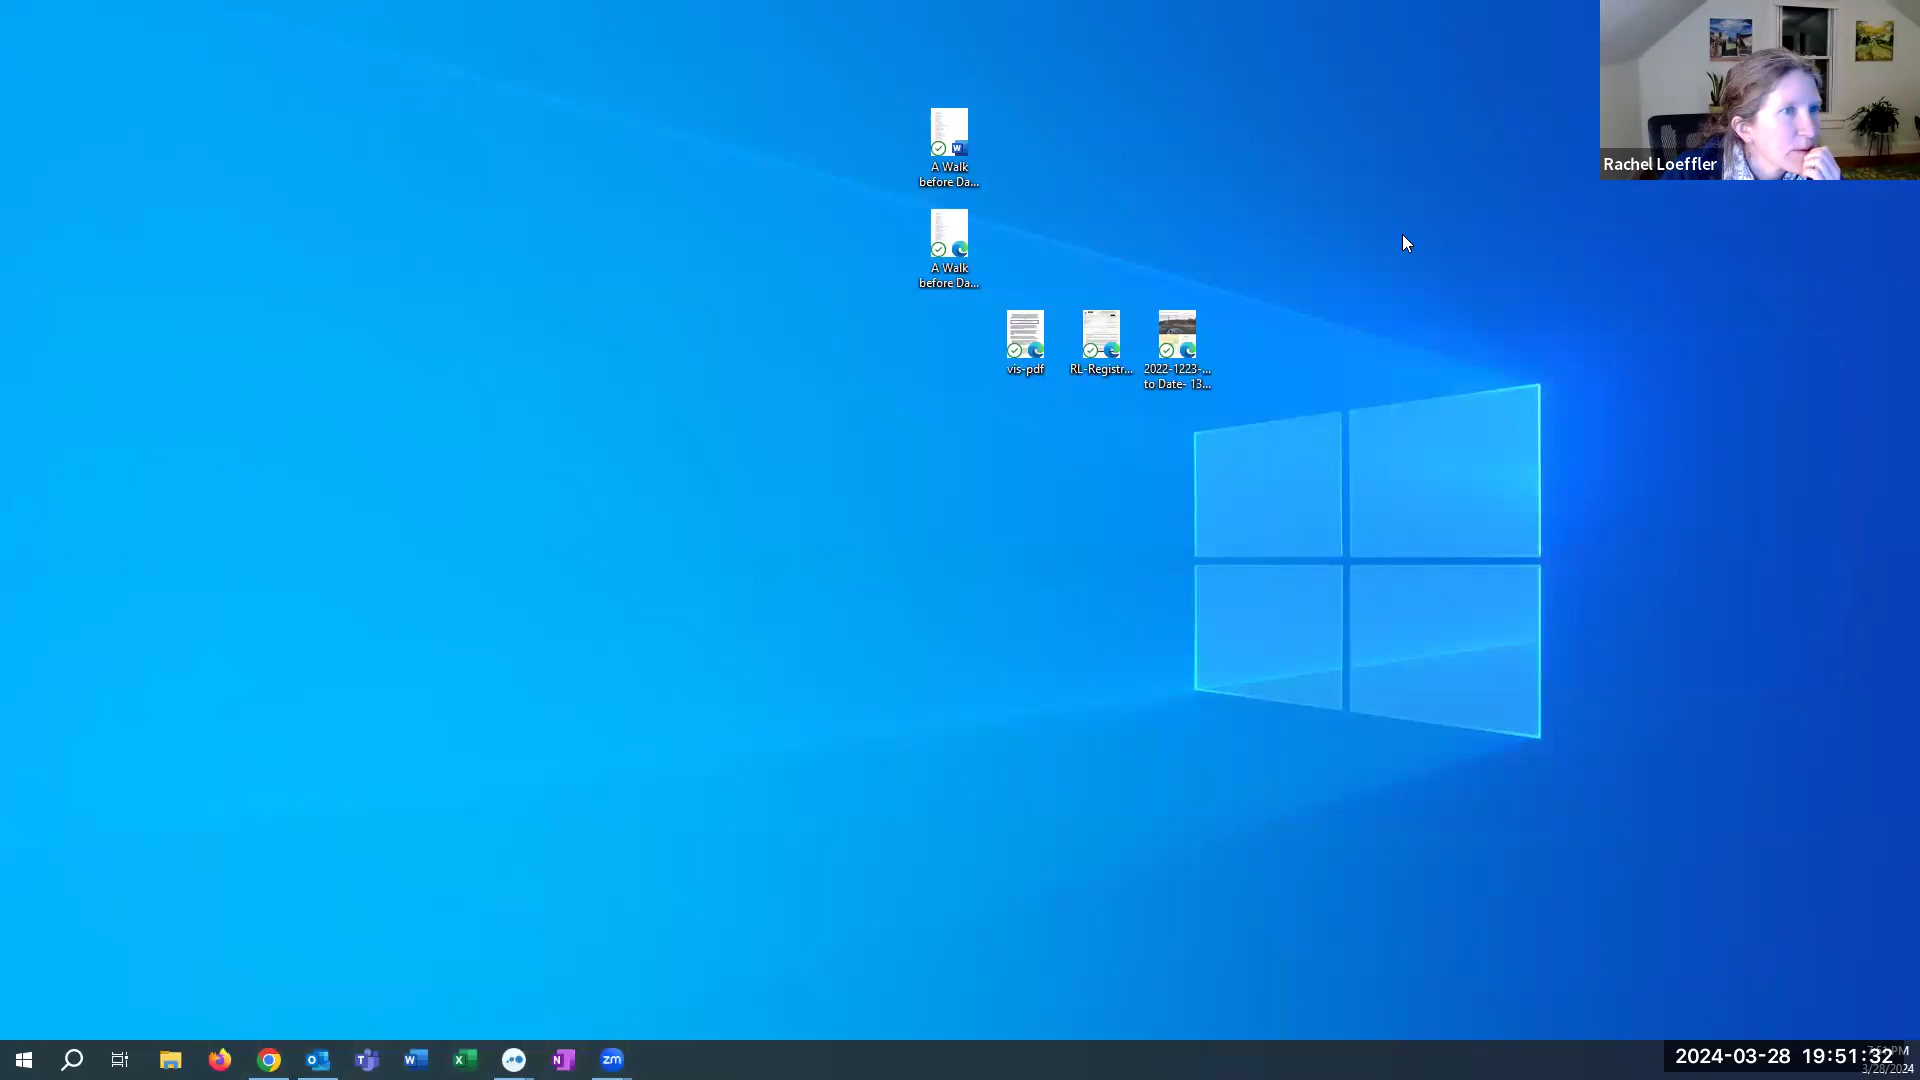 Rachel Loeffler
A Walk
before Da...
A Walk
before Da...
vis-pdf
RL-Registr...
2022-1223-...
to Date- 13...
2024-03-28 19:51:32
3/28/2024